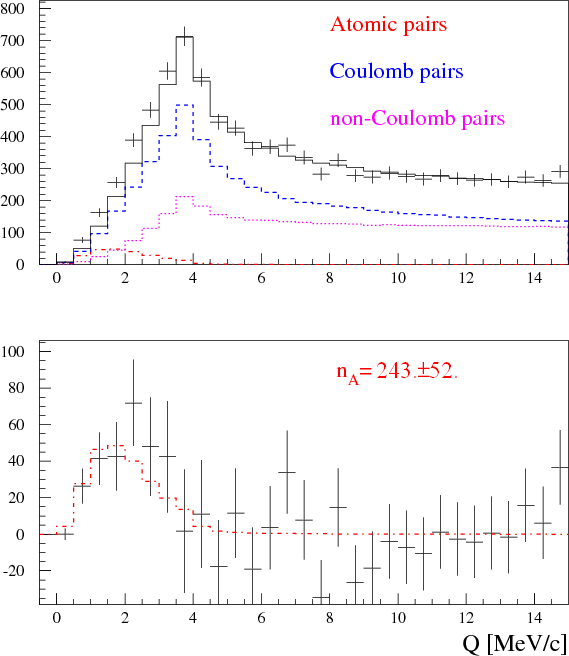 800
Atomic pairs
700
Coulomb pairs
600
500
non-Coulomb pairs
400
300
200
100
0
0 2 4 6 8 10 12 14
100
n_A= 243.±52.
80
60
40
20
0
-20
0 2 4 6 8 10 12 14
Q [MeV/c]